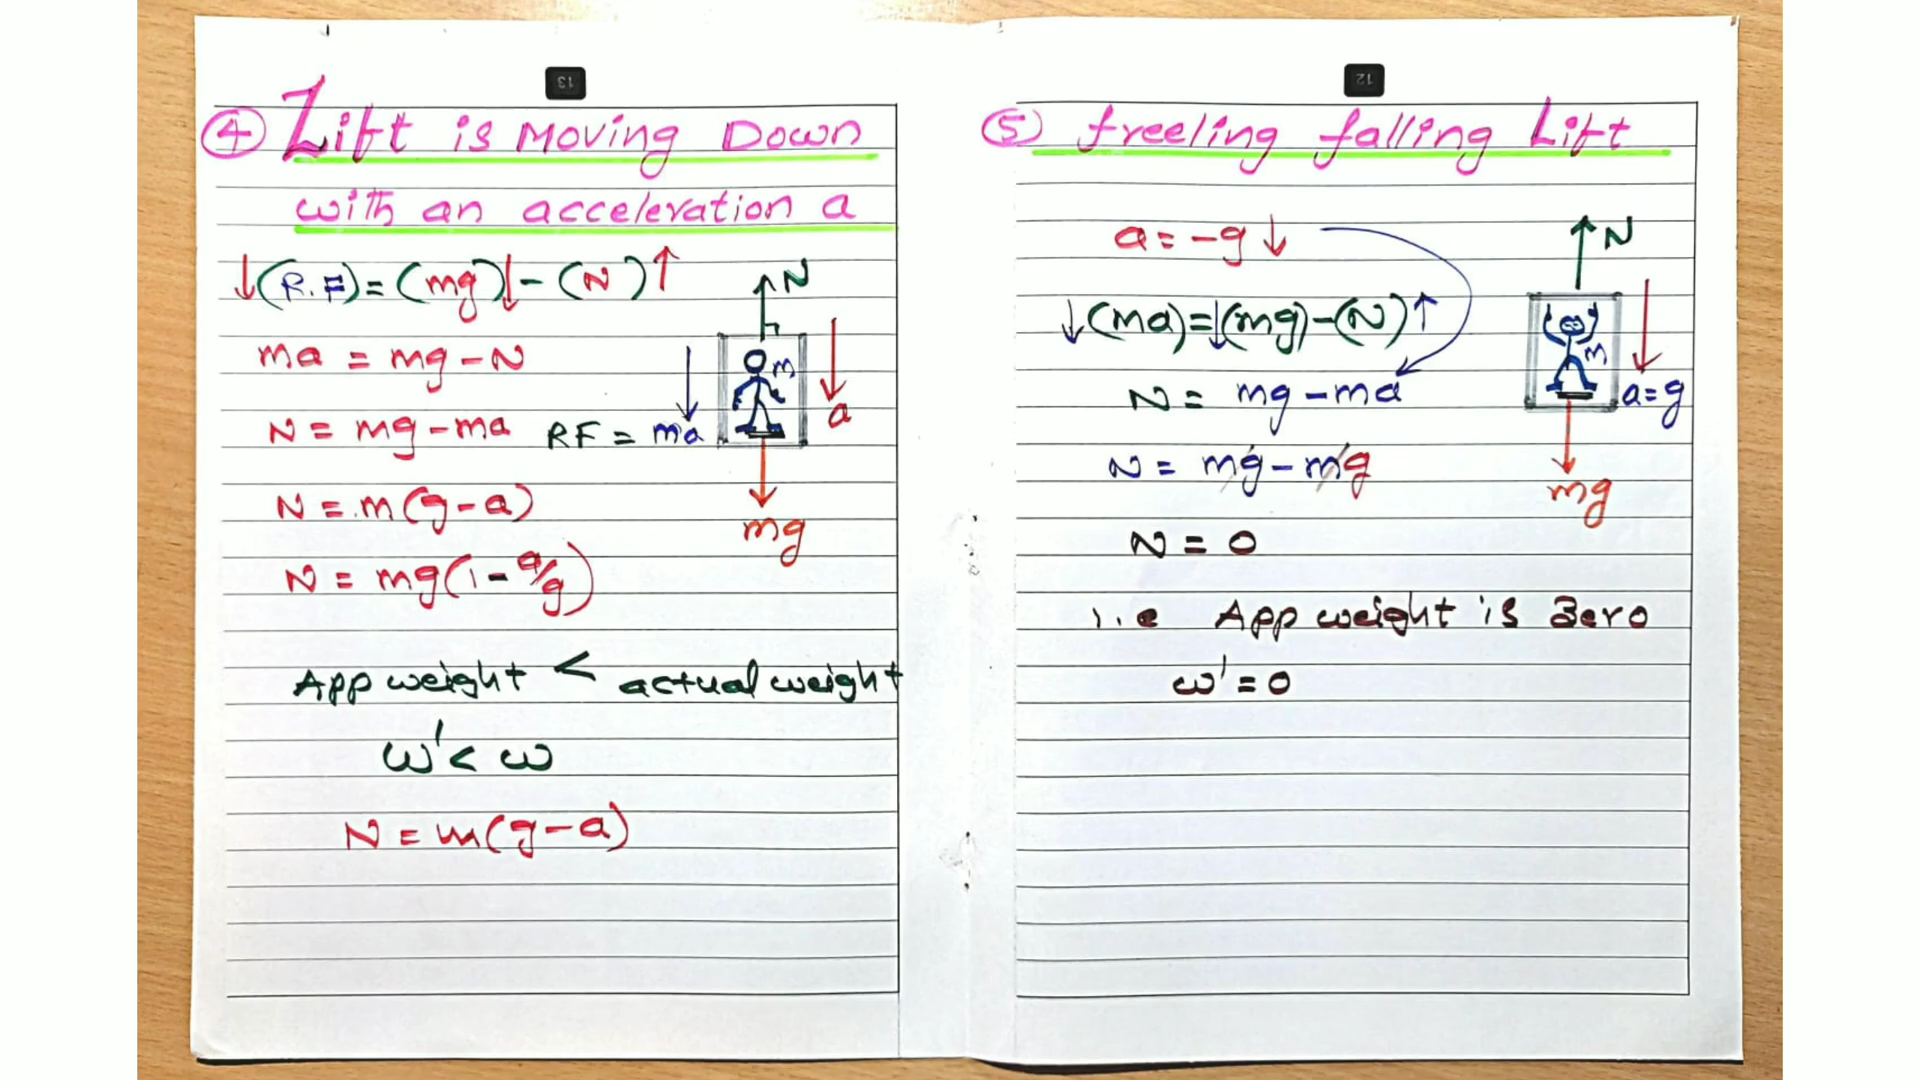 13
④ Lift is Moving Down
with an acceleration a
↓(R.F)=(mg)↓-(N)↑
ma = mg-N
N = mg-ma
N = m(g-a)
N = mg(1-a/g)
N
m
a
RF = ma
mg
App weight < actual weight
w' < w
N = m(g-a)
12
⑤ freeling falling Lift
a = -g↓
↓(ma)=↓(mg)-(N)↑
N = mg-ma
N = mg-mg
N = 0
N
m
a=g
mg
i.e App weight is Zero
w' = 0